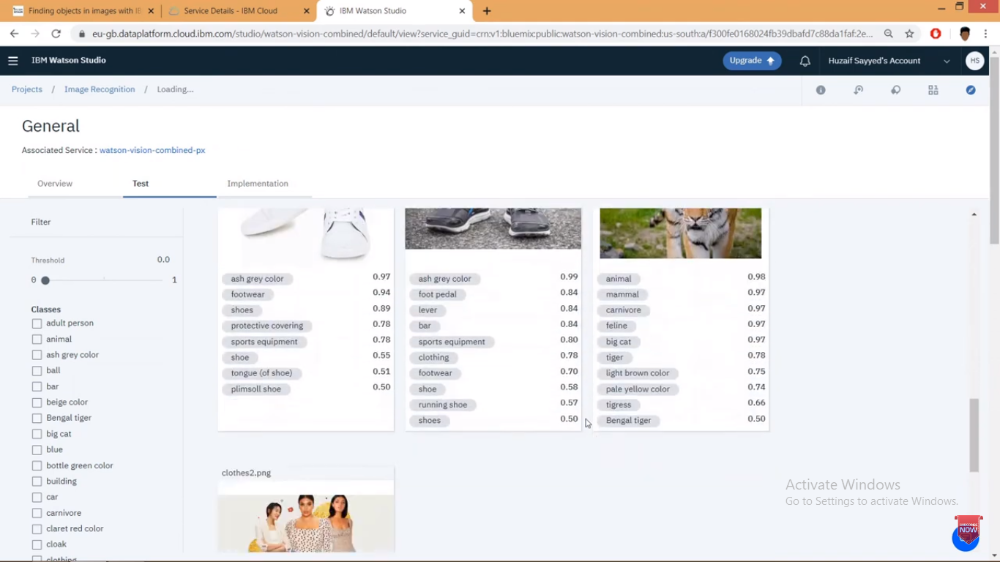 Finding objects in images with IB
Service Details - IBM Cloud
IBM Watson Studio
eu-gb.dataplatform.cloud.ibm.com/studio/watson-vision-combined/default/view?service_guid=crn:v1:bluemix:public:watson-vision-combined:us-south:a/f300fe0168024fb39dbafd7c88da1faf:2e...
IBM Watson Studio
Upgrade
Huzaif Sayyed's Account
HS
Projects / Image Recognition / Loading...
General
Associated Service : watson-vision-combined-px
Overview
Test
Implementation
Filter
Threshold 0.0
0 1
Classes
adult person
animal
ash grey color
ball
bar
beige color
Bengal tiger
big cat
blue
bottle green color
building
car
carnivore
claret red color
cloak
clothing
ash grey color 0.97
footwear 0.94
shoes 0.89
protective covering 0.78
sports equipment 0.78
shoe 0.55
tongue (of shoe) 0.51
plimsoll shoe 0.50
ash grey color 0.99
foot pedal 0.84
lever 0.84
bar 0.84
sports equipment 0.80
clothing 0.78
footwear 0.70
shoe 0.58
running shoe 0.57
shoes 0.50
animal 0.98
mammal 0.97
carnivore 0.97
feline 0.97
big cat 0.97
tiger 0.78
light brown color 0.75
pale yellow color 0.74
tigress 0.66
Bengal tiger 0.50
clothes2.png
Activate Windows
Go to Settings to activate Windows.
SUBSCRIBE
NOW